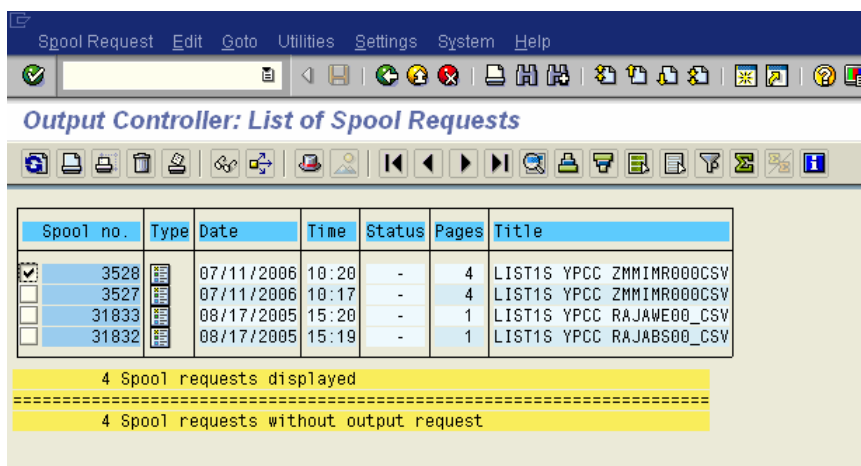 Spool Request Edit Goto Utilities Settings System Help
Output Controller: List of Spool Requests
Spool no. Type Date Time Status Pages Title
3528 07/11/2006 10:20 - 4 LIST1S YPCC ZMMIMR000CSV
3527 07/11/2006 10:17 - 4 LIST1S YPCC ZMMIMR000CSV
31833 08/17/2005 15:20 - 1 LIST1S YPCC RAJAWE00_CSV
31832 08/17/2005 15:19 - 1 LIST1S YPCC RAJABS00_CSV
4 Spool requests displayed
4 Spool requests without output request